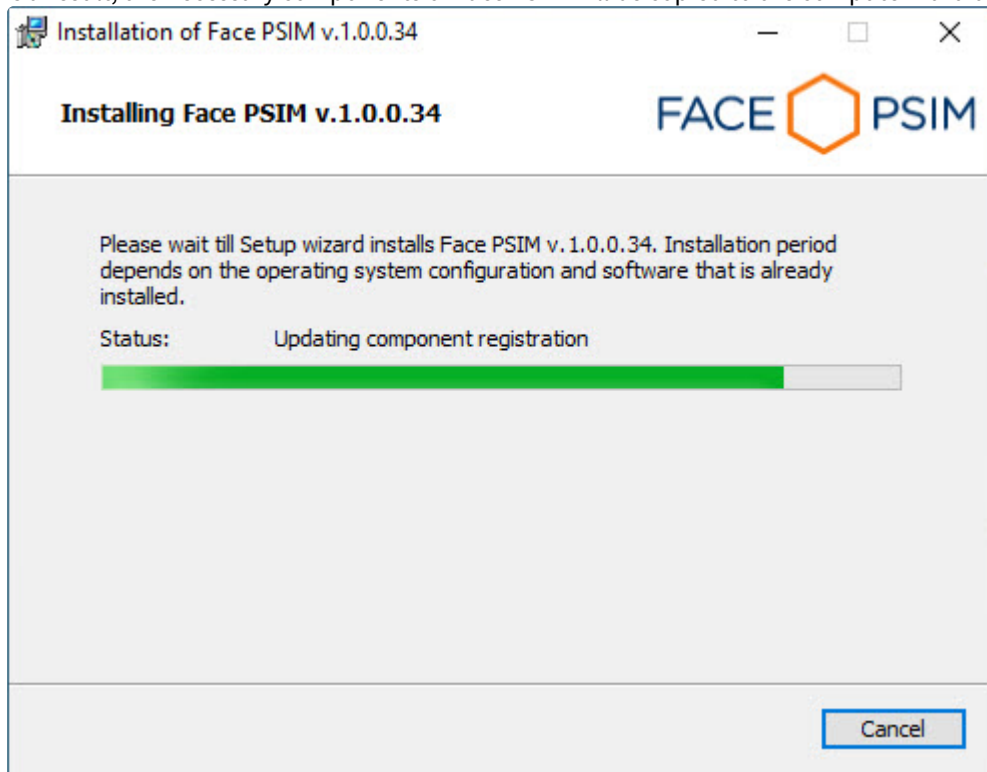 Installation of Face PSIM v.1.0.0.34
Installing Face PSIM v.1.0.0.34
FACE PSIM
Please wait till Setup wizard installs Face PSIM v.1.0.0.34. Installation period
depends on the operating system configuration and software that is already
installed.
Status: Updating component registration
Cancel